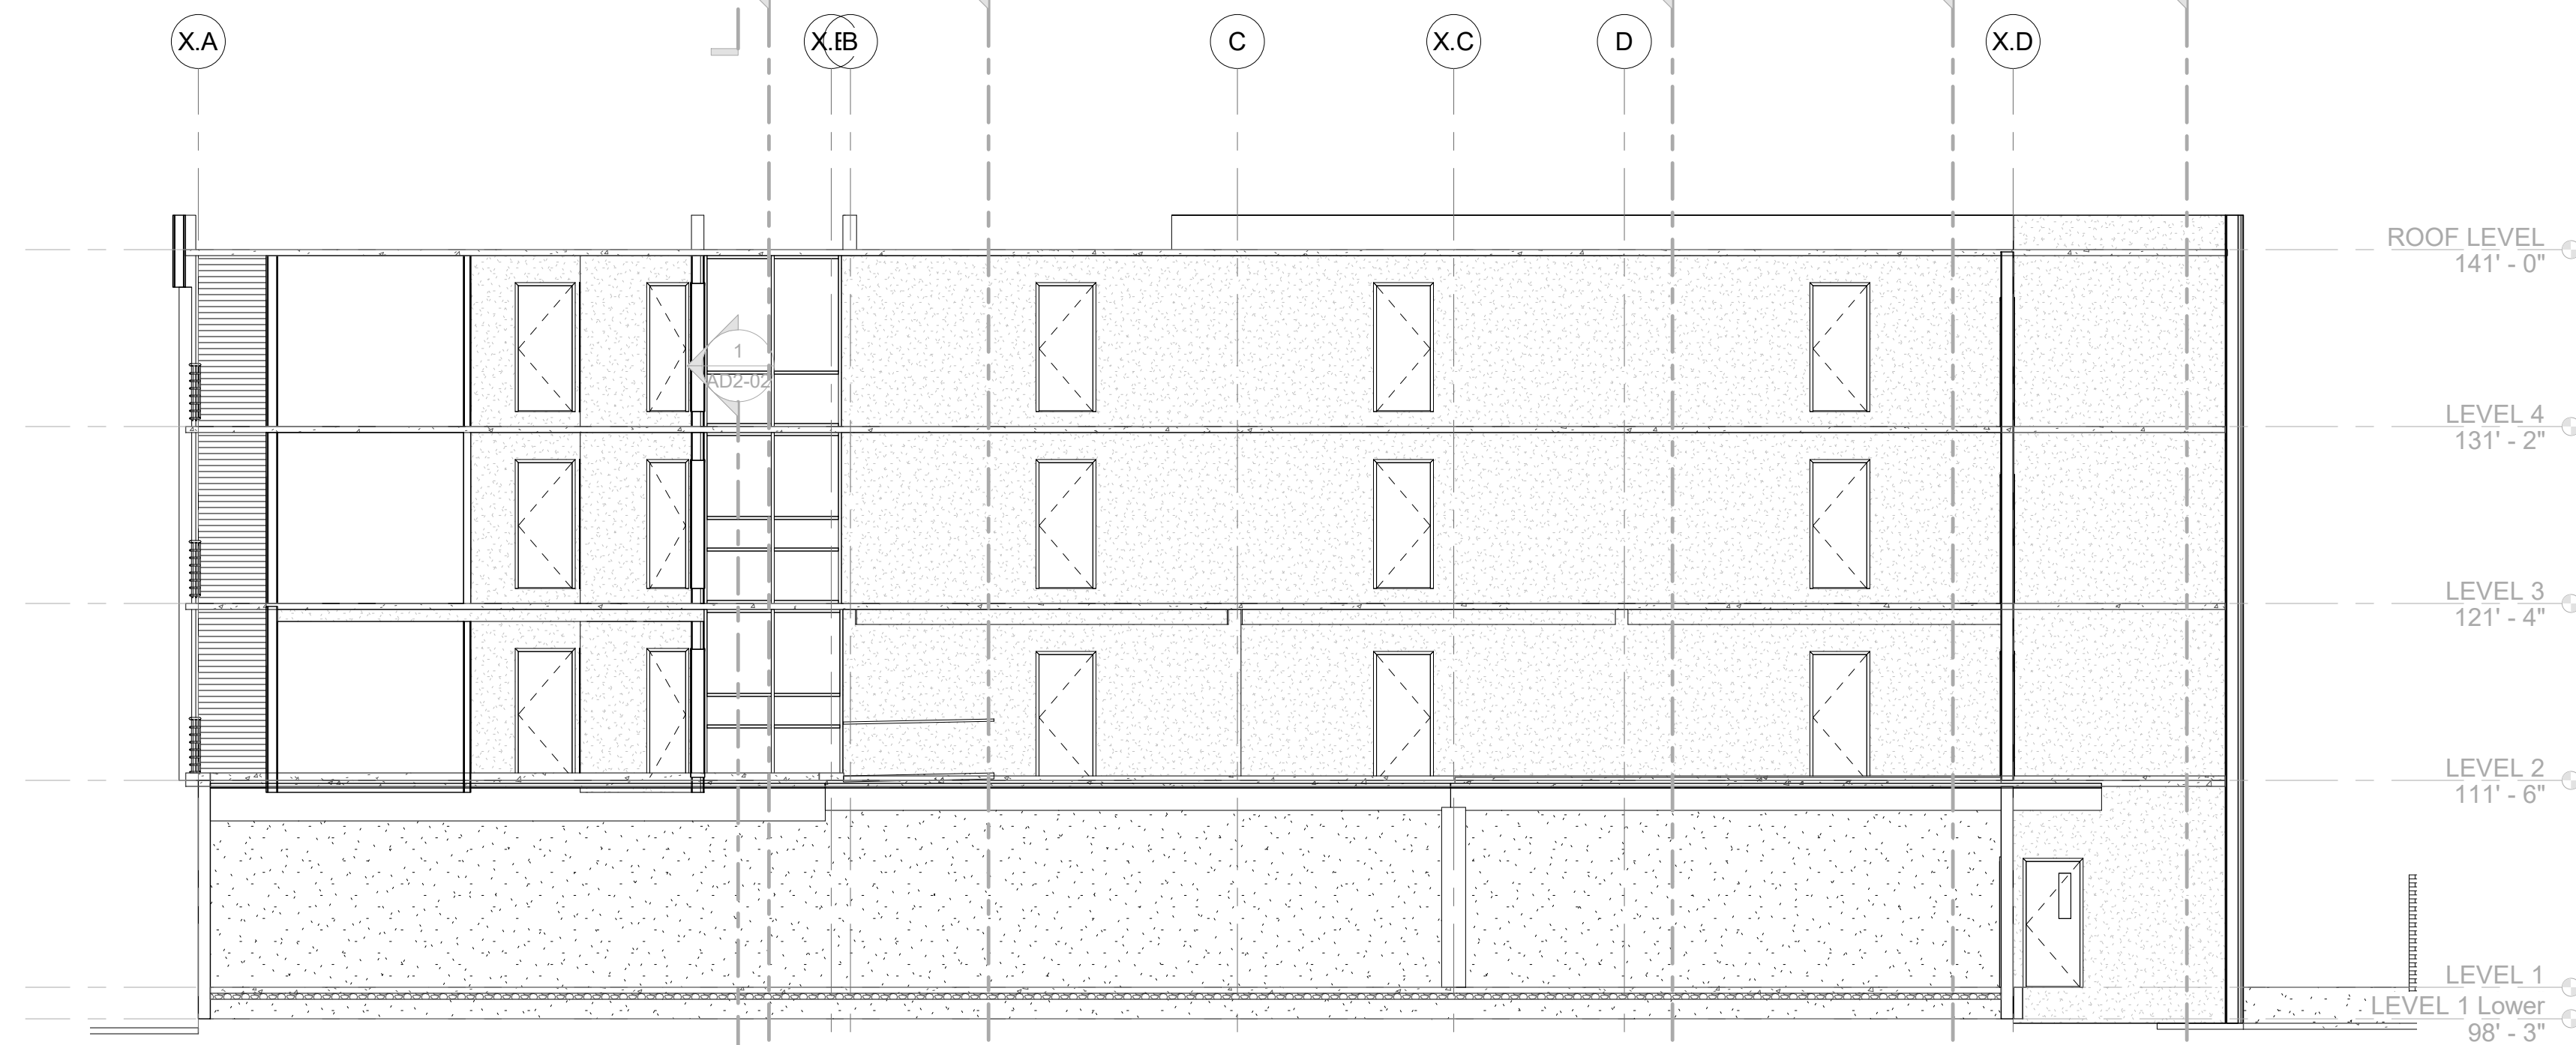 X.A
B
C
X.C
D
X.D
ROOF LEVEL
141' - 0"
1
AD2-02
LEVEL 4
131' - 2"
LEVEL 3
121' - 4"
LEVEL 2
111' - 6"
LEVEL 1
LEVEL 1 Lower
98' - 3"